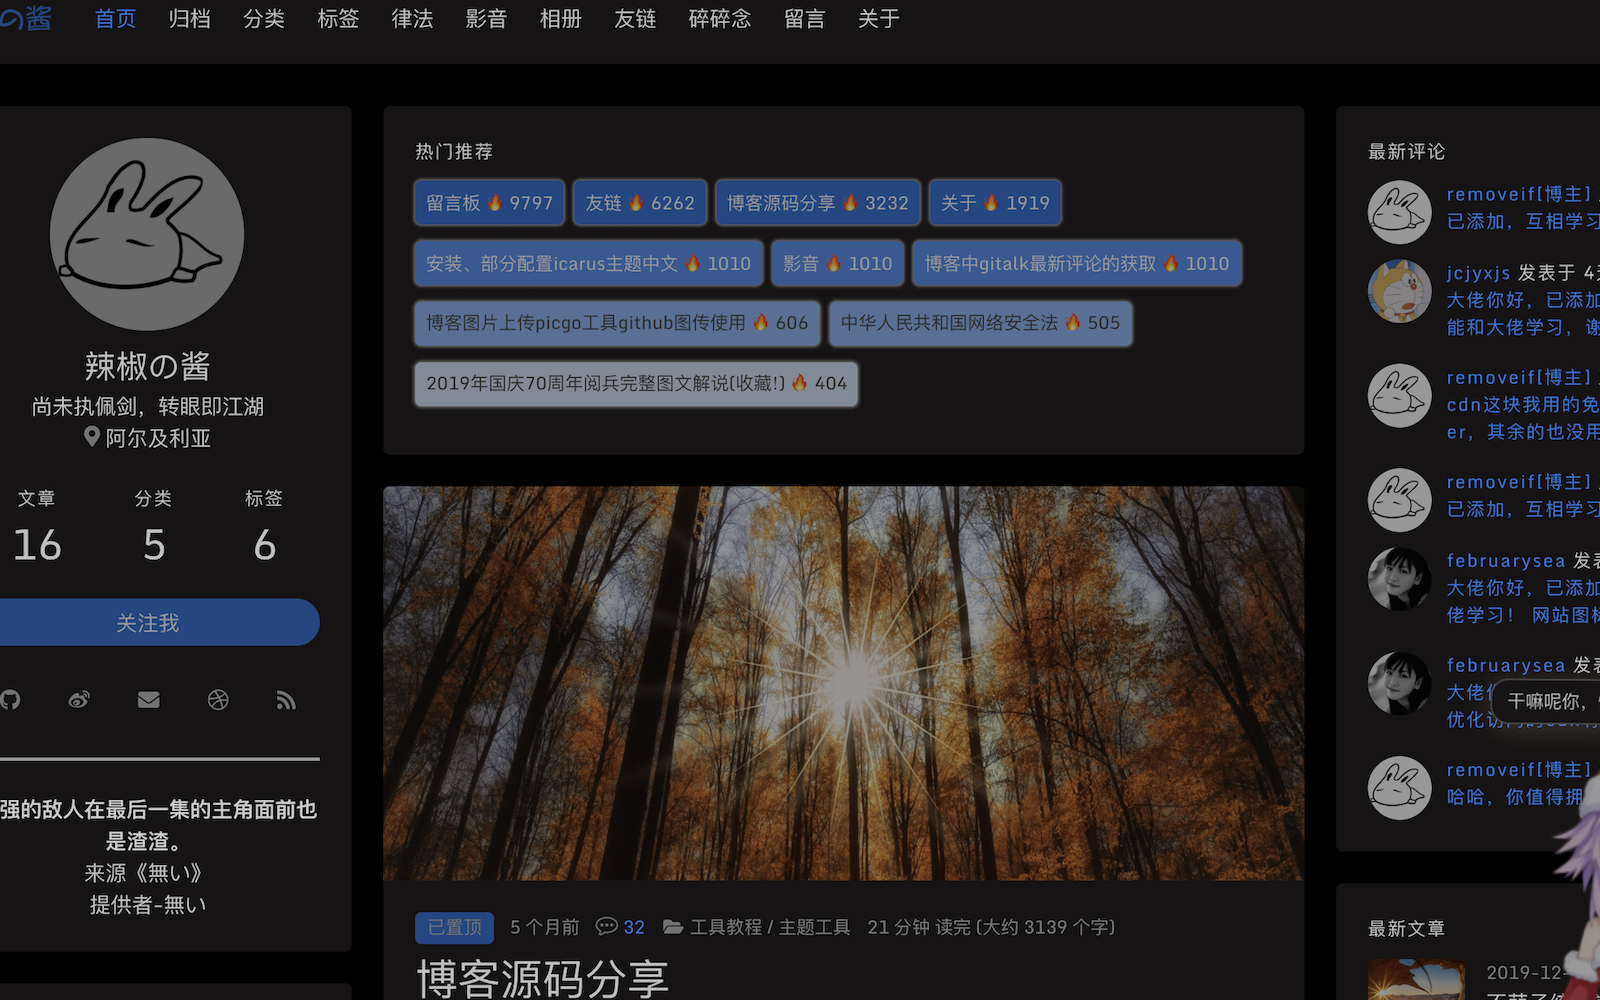 の酱 首页 归档 分类 标签 律法 影音 相册 友链 碎碎念 留言 关于
辣椒の酱
尚未执佩剑，转眼即江湖
阿尔及利亚
文章 分类 标签
16 5 6
关注我
强的敌人在最后一集的主角面前也
是渣渣。
来源《無い》
提供者-無い
热门推荐
留言板 🔥 9797 友链 🔥 6262 博客源码分享 🔥 3232 关于 🔥 1919
安装、部分配置icarus主题中文 🔥 1010 影音 🔥 1010 博客中gitalk最新评论的获取 🔥 1010
博客图片上传picgo工具github图传使用 🔥 606 中华人民共和国网络安全法 🔥 505
2019年国庆70周年阅兵完整图文解说(收藏!) 🔥 404
已置顶 5 个月前 32 工具教程 / 主题工具 21 分钟 读完 (大约 3139 个字)
博客源码分享
最新评论
removeif[博主]
已添加，互相学习
jcjyxjs 发表于 4
大佬你好，已添加
能和大佬学习，谢
removeif[博主]
cdn这块我用的免
er，其余的也没用
removeif[博主]
已添加，互相学习
februarysea 发表
大佬你好，已添加
佬学习！ 网站图标
februarysea 发表
大佬
优化访
干嘛呢你，
removeif[博主]
哈哈，你值得拥
最新文章
2019-12-